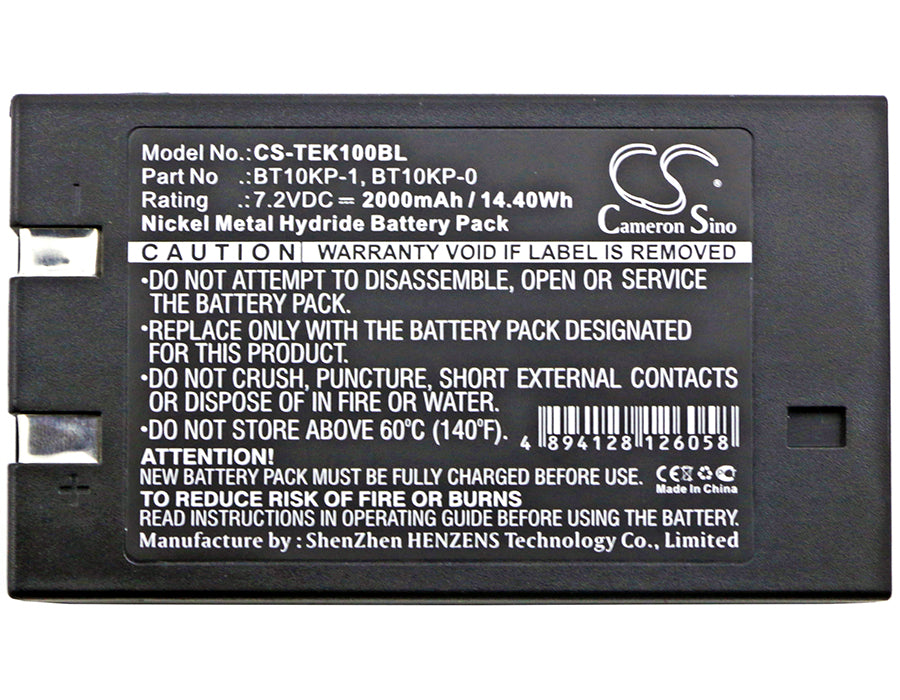 Model No.:CS-TEK100BL
Part No .:BT10KP-1, BT10KP-0
Rating .:7.2VDC ⎓ 2000mAh / 14.40Wh
Nickel Metal Hydride Battery Pack
CS
Cameron Sino
CAUTION WARRANTY VOID IF LABEL IS REMOVED
•DO NOT ATTEMPT TO DISASSEMBLE, OPEN OR SERVICE
THE BATTERY PACK.
•REPLACE ONLY WITH THE BATTERY PACK DESIGNATED
FOR THIS PRODUCT.
•DO NOT CRUSH, PUNCTURE, SHORT EXTERNAL CONTACTS
OR DISPOSE OF IN FIRE OR WATER.
•DO NOT STORE ABOVE 60ºC (140ºF).
4 894128 126058
ATTENTION!
NEW BATTERY PACK MUST BE FULLY CHARGED BEFORE USE.
CE
Made In China
TO REDUCE RISK OF FIRE OR BURNS
READ INSTRUCTIONS IN OPERATING GUIDE BEFORE USING THE BATTERY.
Manufacture by : ShenZhen HENZENS Technology Co., Limited
- 
+